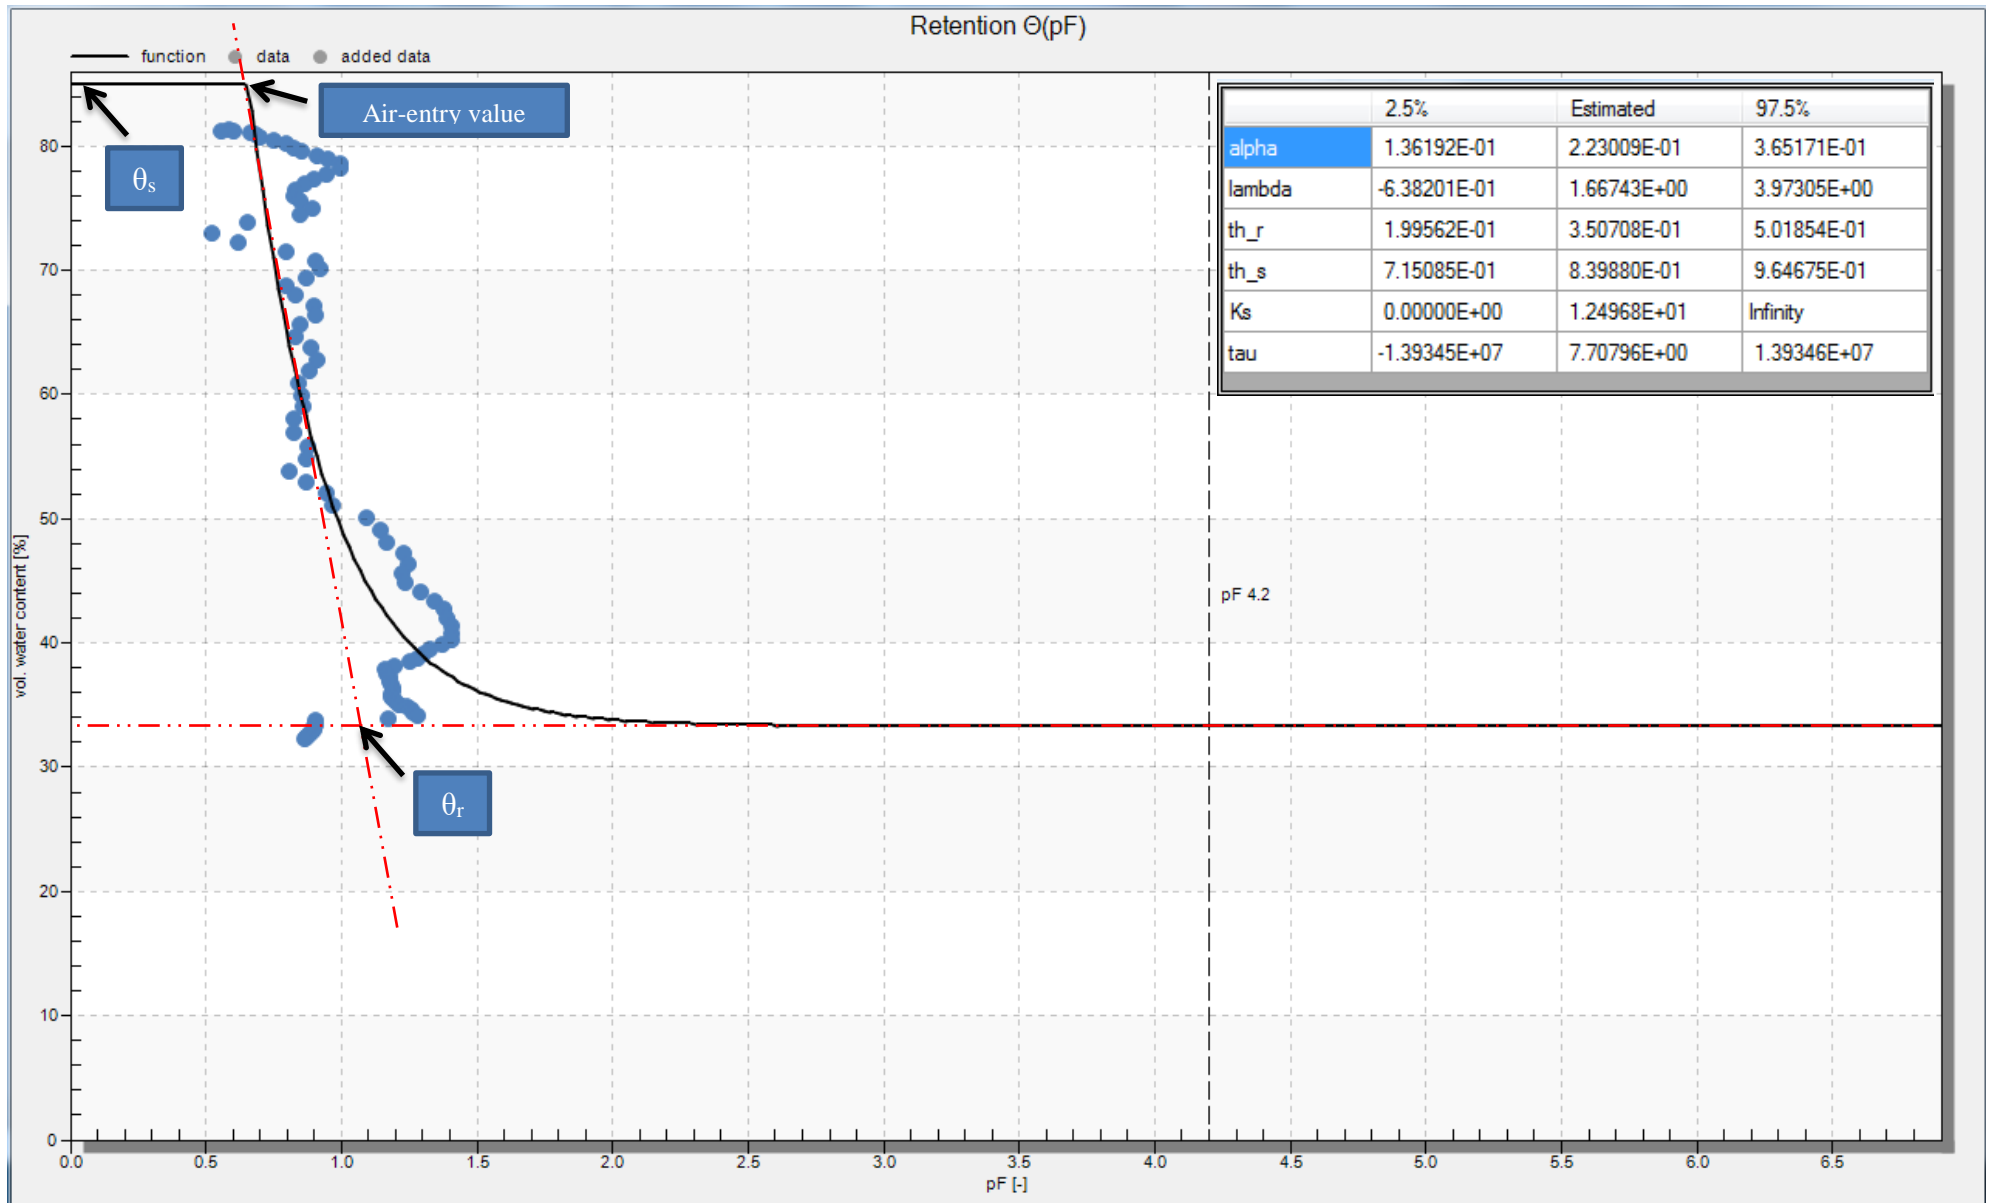 Retention Θ(pF)
function data added data
Air-entry value
θs
2.5% Estimated 97.5%
alpha 1.36192E-01 2.23009E-01 3.65171E-01
lambda -6.38201E-01 1.66743E+00 3.97305E+00
th_r 1.99562E-01 3.50708E-01 5.01854E-01
th_s 7.15085E-01 8.39880E-01 9.64675E-01
Ks 0.00000E+00 1.24968E+01 Infinity
tau -1.39345E+07 7.70796E+00 1.39346E+07
80
70
60
50
40
30
20
10
0
vol. water content [%]
pF 4.2
θr
0.0 0.5 1.0 1.5 2.0 2.5 3.0 3.5 4.0 4.5 5.0 5.5 6.0 6.5
pF [-]